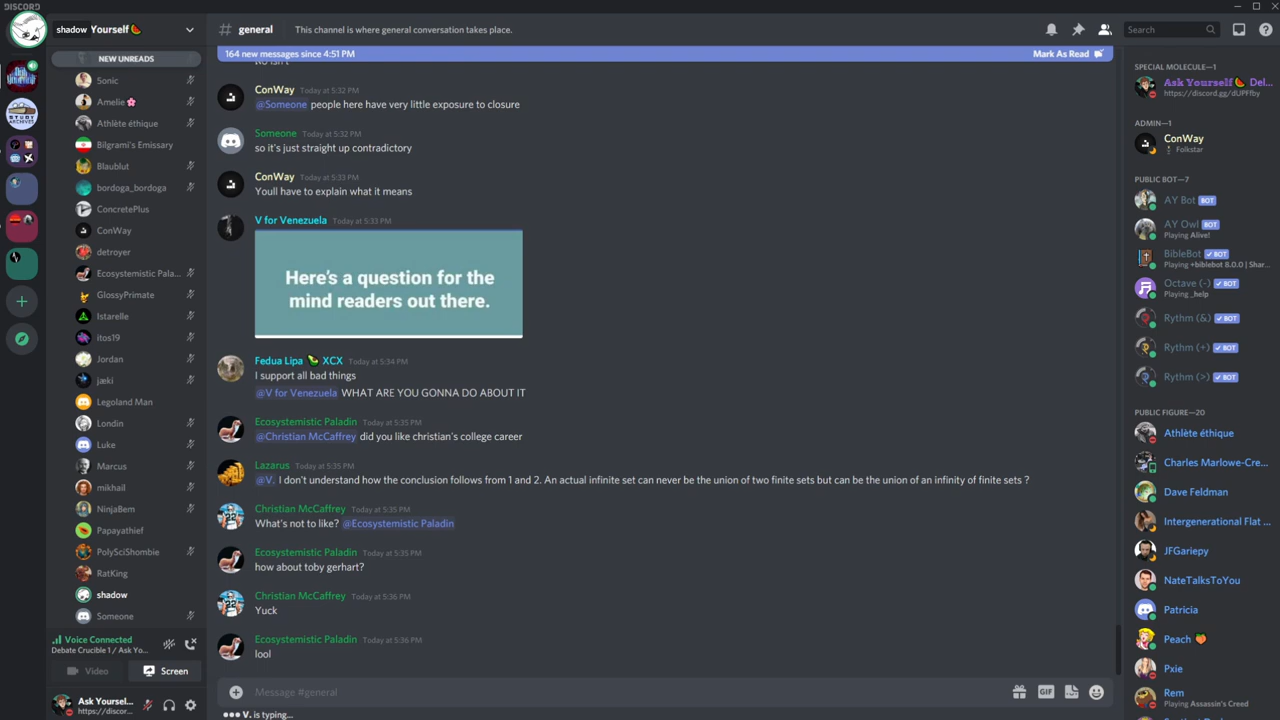 DISCORD
shadow Yourself🍉
# general
This channel is where general conversation takes place.
Search
NEW UNREADS
Sonic
Amelie🌸
Athlète éthique
Bilgrami's Emissary
Blaublut
bordoga_bordoga
ConcretePlus
ConWay
detroyer
Ecosystemistic Pala...
GlossyPrimate
Istarelle
itos19
Jordan
jæki
Legoland Man
Londin
Luke
Marcus
mikhail
NinjaBem
Papayathief
PolySciShombie
RatKing
shadow
Someone
Voice Connected
Debate Crucible 1 / Ask Yo...
Video
Screen
Ask Yoursel...
https://discor...
164 new messages since 4:51 PM
Mark As Read
ConWay Today at 5:32 PM
@Someone people here have very little exposure to closure
Someone Today at 5:32 PM
so it's just straight up contradictory
ConWay Today at 5:33 PM
Youll have to explain what it means
V for Venezuela Today at 5:33 PM
Here's a question for the
mind readers out there.
Fedua Lipa 🥑 XCX Today at 5:34 PM
I support all bad things
@V for Venezuela WHAT ARE YOU GONNA DO ABOUT IT
Ecosystemistic Paladin Today at 5:35 PM
@Christian McCaffrey did you like christian's college career
Lazarus Today at 5:35 PM
@V. I don't understand how the conclusion follows from 1 and 2. An actual infinite set can never be the union of two finite sets but can be the union of an infinity of finite sets ?
Christian McCaffrey Today at 5:35 PM
What's not to like? @Ecosystemistic Paladin
Ecosystemistic Paladin Today at 5:35 PM
how about toby gerhart?
Christian McCaffrey Today at 5:36 PM
Yuck
Ecosystemistic Paladin Today at 5:36 PM
lool
Message #general
GIF
V. is typing...
SPECIAL MOLECULE—1
Ask Yourself🍉 Del...
https://discord.gg/dUPFfby
ADMIN—1
ConWay
Folkstar
PUBLIC BOT—7
AY Bot BOT
AY Owl BOT
Playing Alive!
BibleBot ✓ BOT
Playing +biblebot 8.0.0 | Shar...
Octave (-) ✓ BOT
Playing _help
Rythm (&) ✓ BOT
Rythm (+) ✓ BOT
Rythm (>) ✓ BOT
PUBLIC FIGURE—20
Athlète éthique
Charles Marlowe-Cre...
Dave Feldman
Intergenerational Flat ...
JFGariepy
NateTalksToYou
Patricia
Peach 🍑
Pxie
Rem
Playing Assassin's Creed